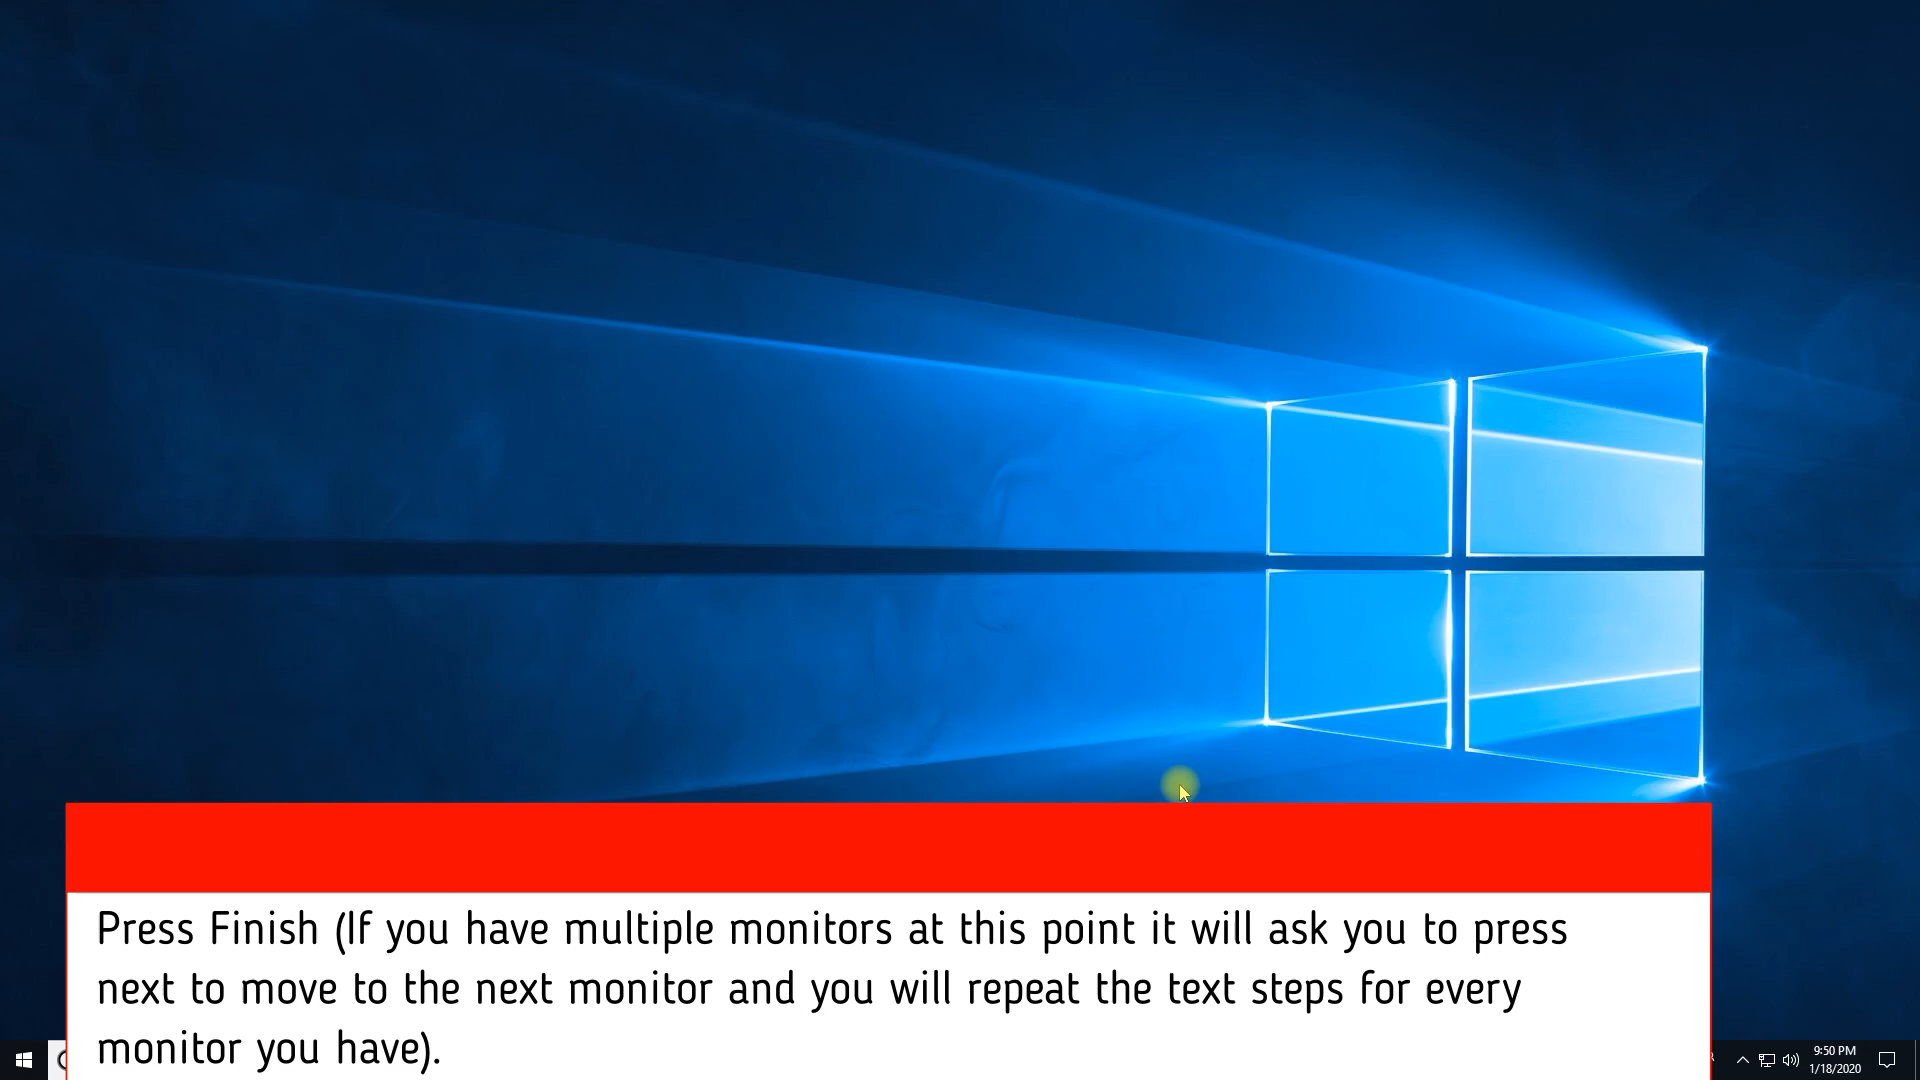 Press Finish (If you have multiple monitors at this point it will ask you to press
next to move to the next monitor and you will repeat the text steps for every
monitor you have).
9:50 PM
1/18/2020